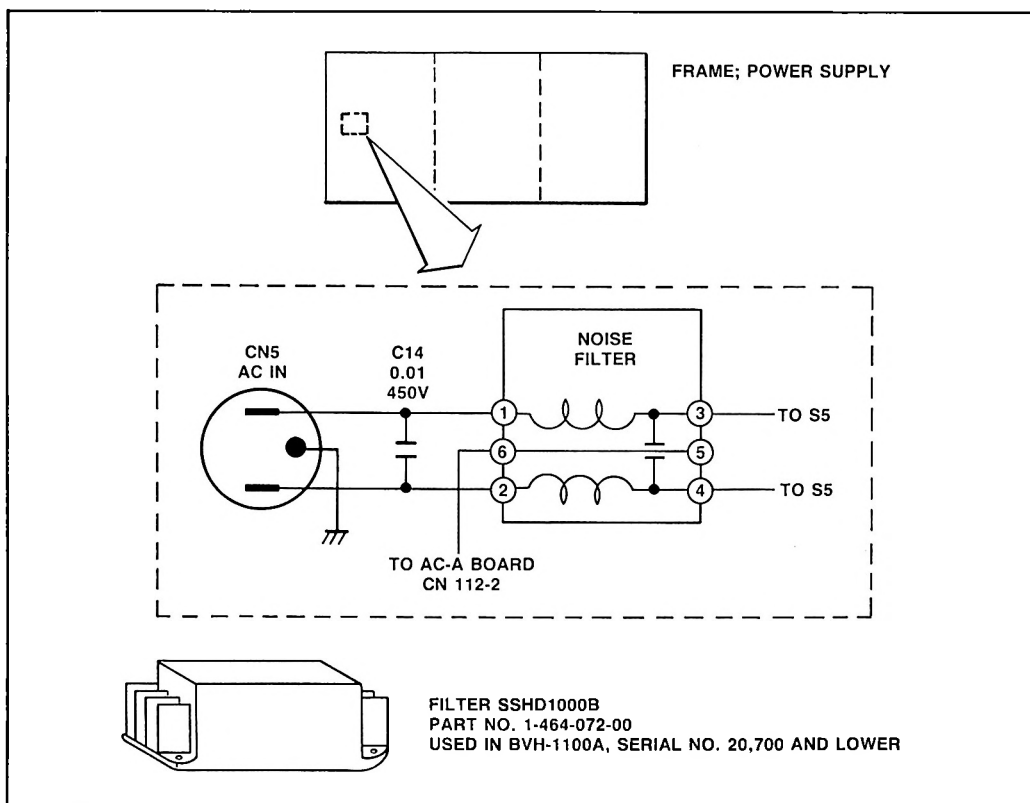 FRAME; POWER SUPPLY
CN5
AC IN
C14
0.01
450V
NOISE
FILTER
1
3
TO S5
6
5
2
4
TO S5
TO AC-A BOARD
CN 112-2
FILTER SSHD1000B
PART NO. 1-464-072-00
USED IN BVH-1100A, SERIAL NO. 20,700 AND LOWER